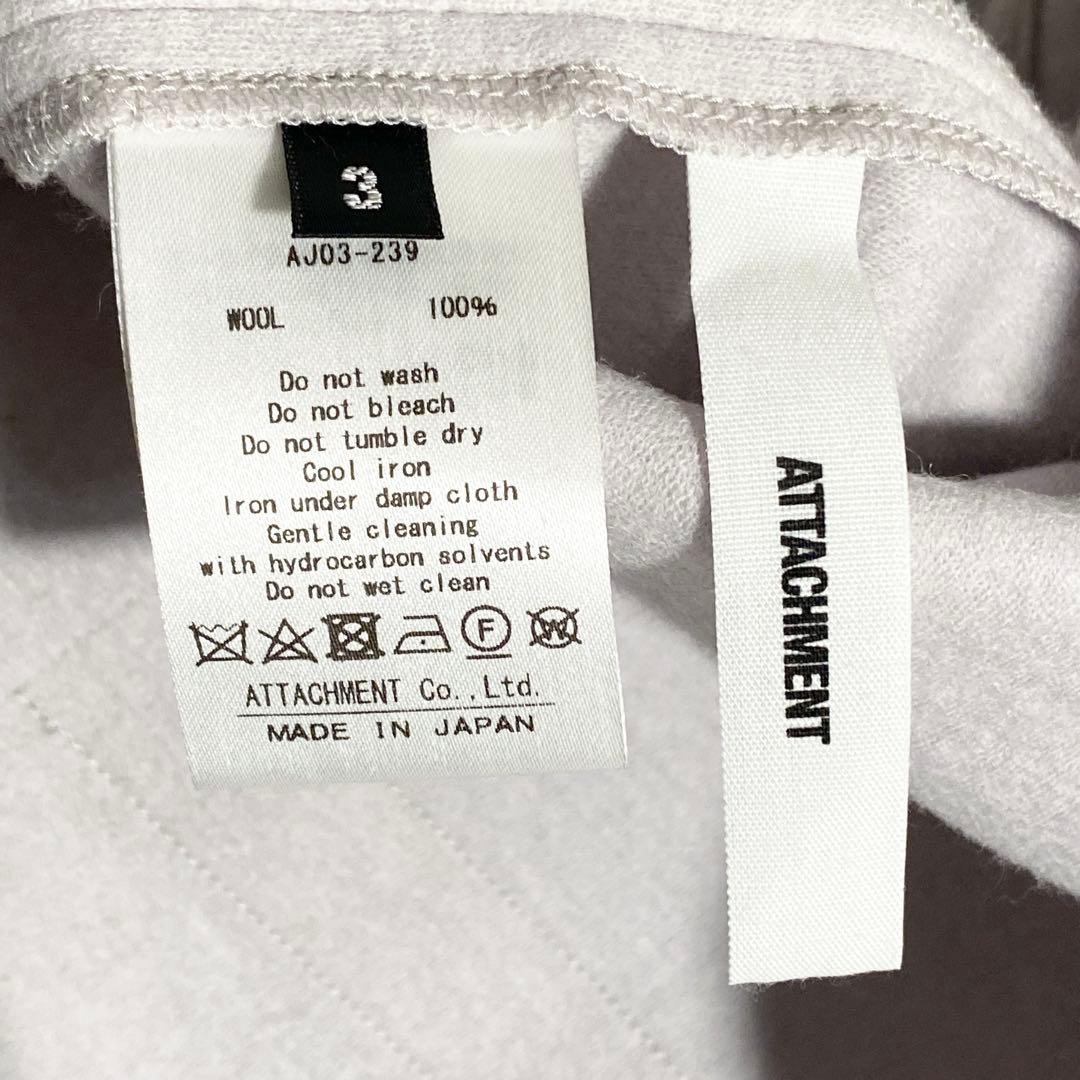 3
AJ03-239
WOOL 100%
Do not wash
Do not bleach
Do not tumble dry
Cool iron
Iron under damp cloth
Gentle cleaning
with hydrocarbon solvents
Do not wet clean
F W
ATTACHMENT Co.,Ltd.
MADE IN JAPAN
ATTACHMENT